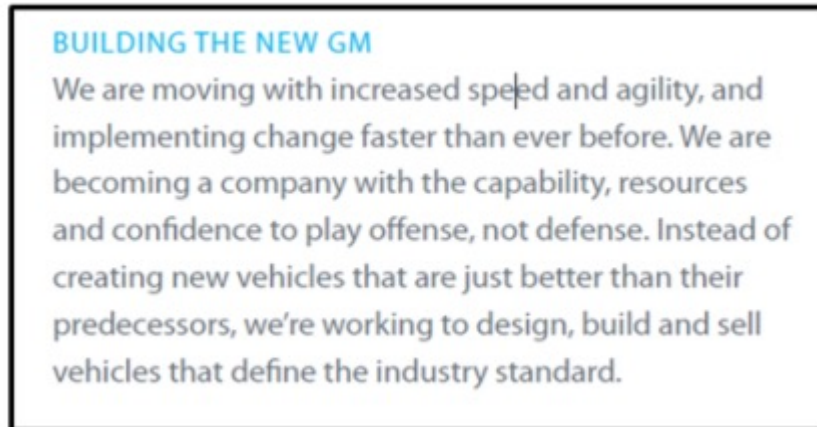 BUILDING THE NEW GM
We are moving with increased speed and agility, and
implementing change faster than ever before. We are
becoming a company with the capability, resources
and confidence to play offense, not defense. Instead of
creating new vehicles that are just better than their
predecessors, we're working to design, build and sell
vehicles that define the industry standard.